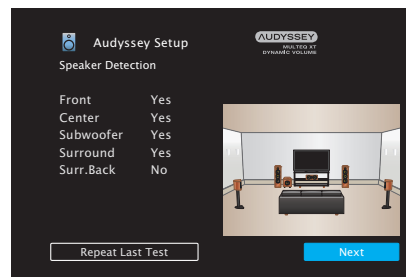 Audyssey Setup
AUDYSSEY
MULTEQ XT
DYNAMIC VOLUME
Speaker Detection
Front Yes
Center Yes
Subwoofer Yes
Surround Yes
Surr.Back No
Repeat Last Test
Next